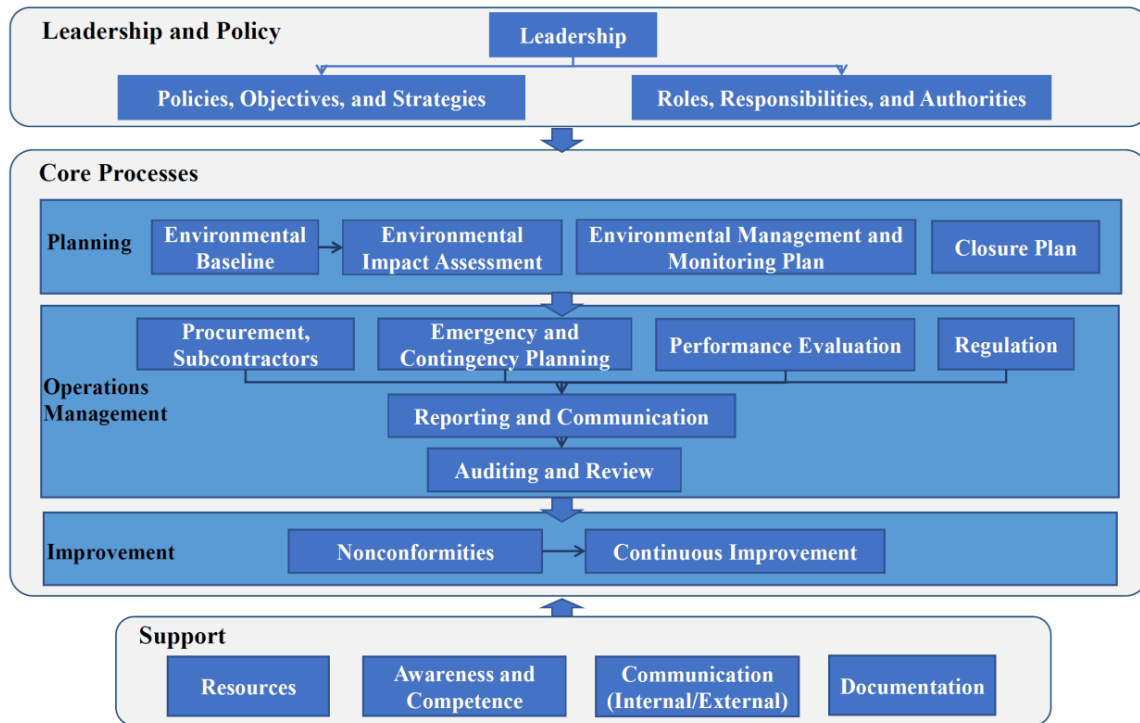 Leadership and Policy
Leadership
Policies, Objectives, and Strategies
Roles, Responsibilities, and Authorities
Core Processes
Planning
Environmental
Baseline
Environmental
Impact Assessment
Environmental Management and
Monitoring Plan
Closure Plan
Operations
Management
Procurement,
Subcontractors
Emergency and
Contingency Planning
Performance Evaluation
Regulation
Reporting and Communication
Auditing and Review
Improvement
Nonconformities
Continuous Improvement
Support
Resources
Awareness and
Competence
Communication
(Internal/External)
Documentation